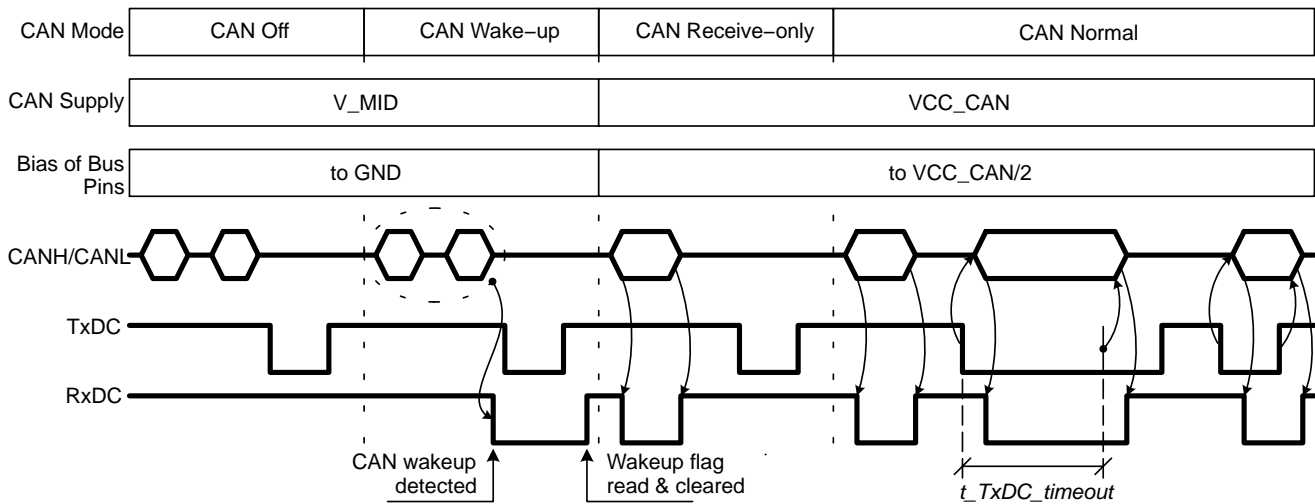 CAN Mode
CAN Off
CAN Wake−up
CAN Receive−only
CAN Normal
CAN Supply
V_MID
VCC_CAN
Bias of Bus
Pins
to GND
to VCC_CAN/2
CANH/CANL
TxDC
RxDC
CAN wakeup
detected
Wakeup flag
read & cleared
t_TxDC_timeout